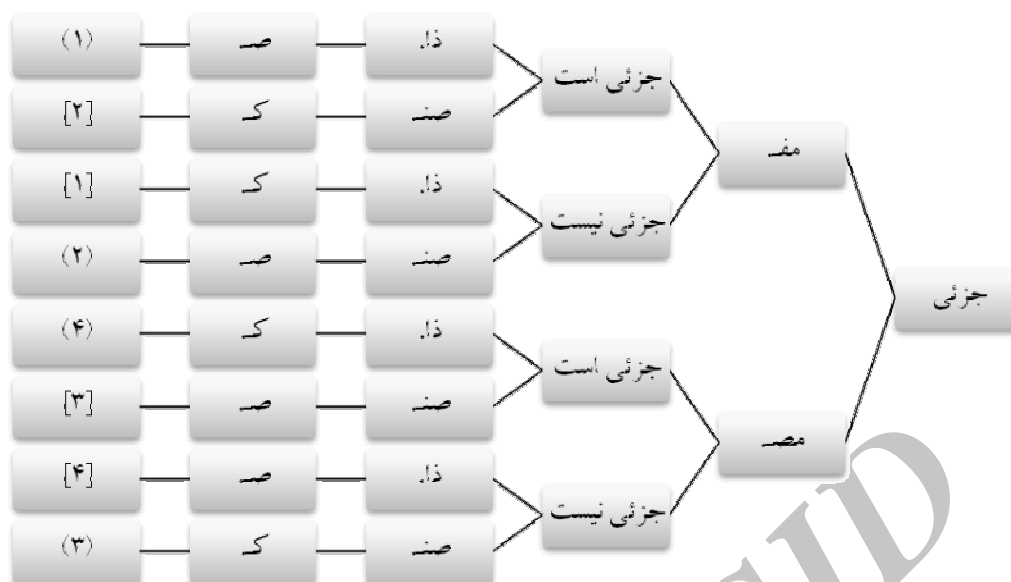 جزئی
مفـ
جزئی است
ذا.
صـ
(۱)
صنـ
کـ
[۲]
جزئی نیست
ذا.
کـ
[۱]
صنـ
صـ
(۲)
مصـ
جزئی است
ذا.
کـ
(۴)
صنـ
صـ
[۳]
جزئی نیست
ذا.
صـ
[۴]
صنـ
کـ
(۳)
SID